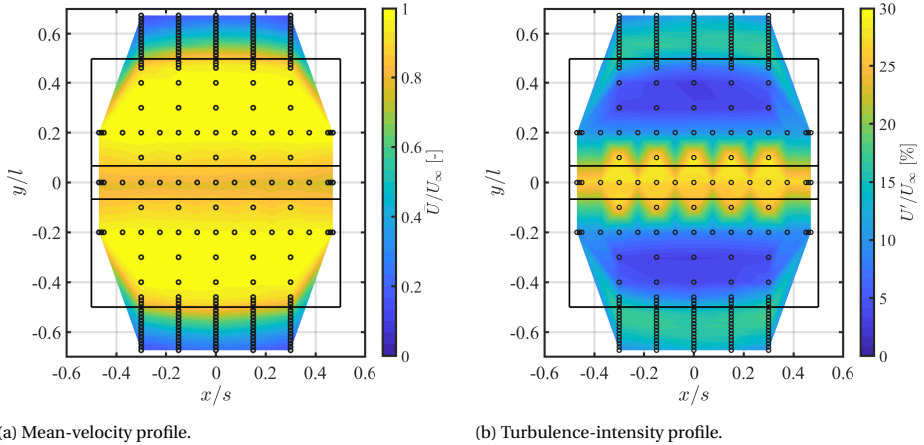 0.6
0.4
0.2
0
-0.2
-0.4
-0.6
y/l
-0.6 -0.4 -0.2 0 0.2 0.4 0.6
x/s
1
0.8
0.6
0.4
0.2
0
Ū/U∞ [-]
0.6
0.4
0.2
0
-0.2
-0.4
-0.6
y/l
-0.6 -0.4 -0.2 0 0.2 0.4 0.6
x/s
30
25
20
15
10
5
0
U'/U∞ [%]
(a) Mean-velocity profile.
(b) Turbulence-intensity profile.